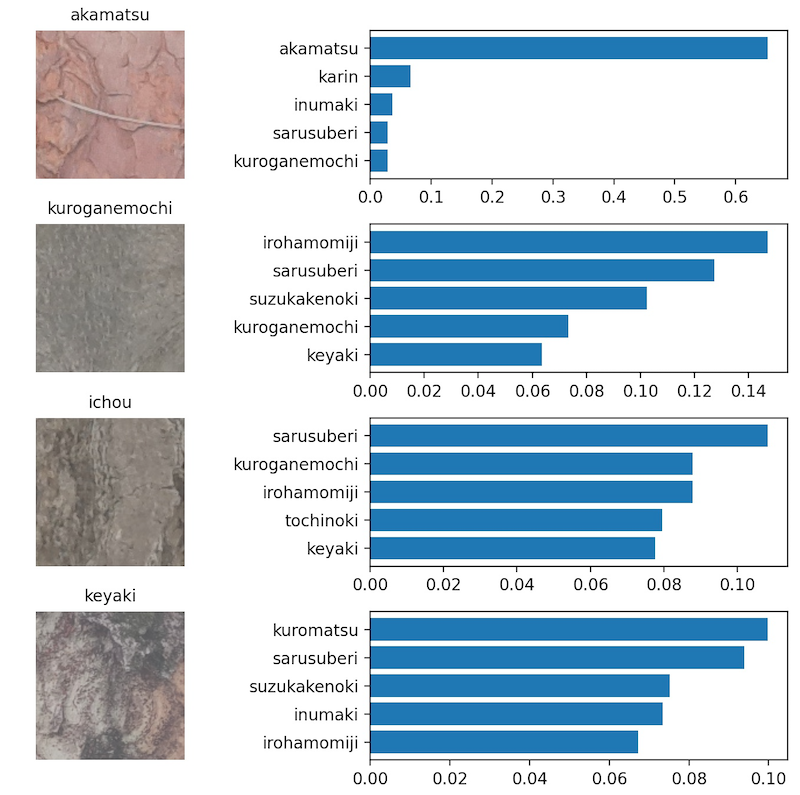 akamatsu
akamatsu
karin
inumaki
sarusuberi
kuroganemochi
0.0 0.1 0.2 0.3 0.4 0.5 0.6
kuroganemochi
irohamomiji
sarusuberi
suzukakenoki
kuroganemochi
keyaki
0.00 0.02 0.04 0.06 0.08 0.10 0.12 0.14
ichou
sarusuberi
kuroganemochi
irohamomiji
tochinoki
keyaki
0.00 0.02 0.04 0.06 0.08 0.10
keyaki
kuromatsu
sarusuberi
suzukakenoki
inumaki
irohamomiji
0.00 0.02 0.04 0.06 0.08 0.10